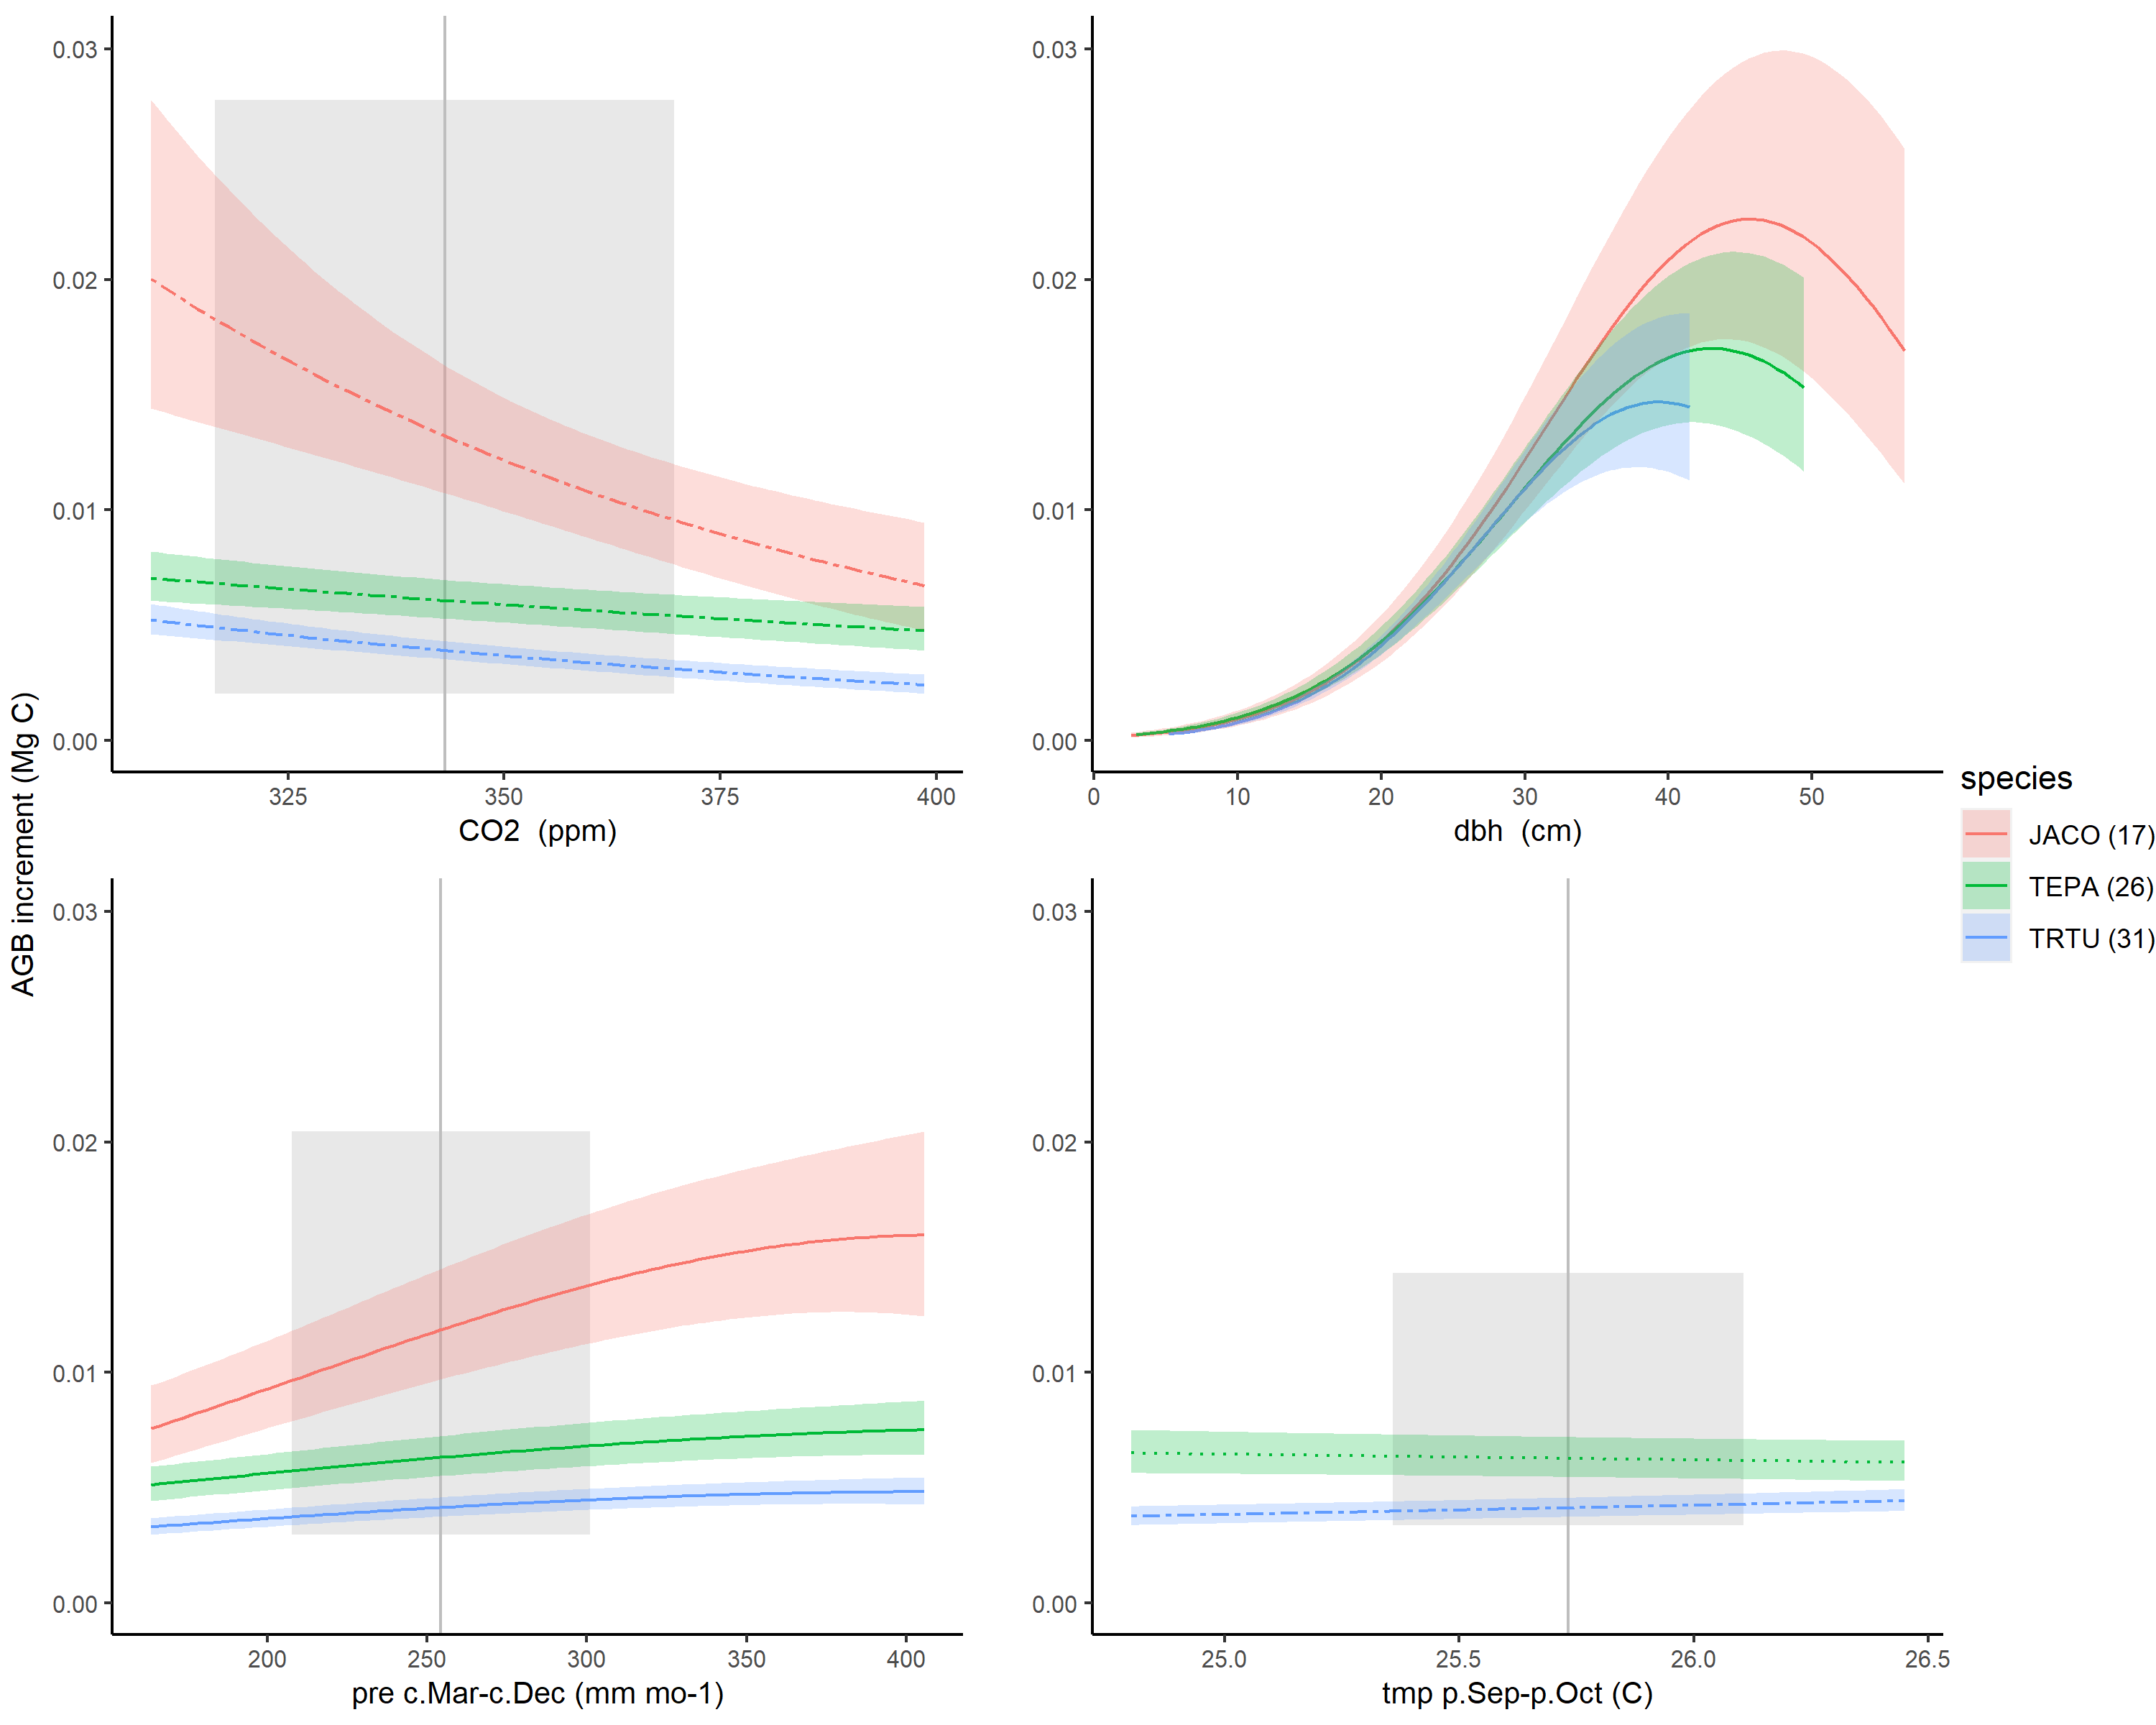 AGB increment (Mg C)
0.03
0.02
0.01
0.00
325 350 375 400
CO2 (ppm)
0.03
0.02
0.01
0.00
0 10 20 30 40 50
dbh (cm)
0.03
0.02
0.01
0.00
200 250 300 350 400
pre c.Mar-c.Dec (mm mo-1)
0.03
0.02
0.01
0.00
25.0 25.5 26.0 26.5
tmp p.Sep-p.Oct (C)
species
JACO (17)
TEPA (26)
TRTU (31)